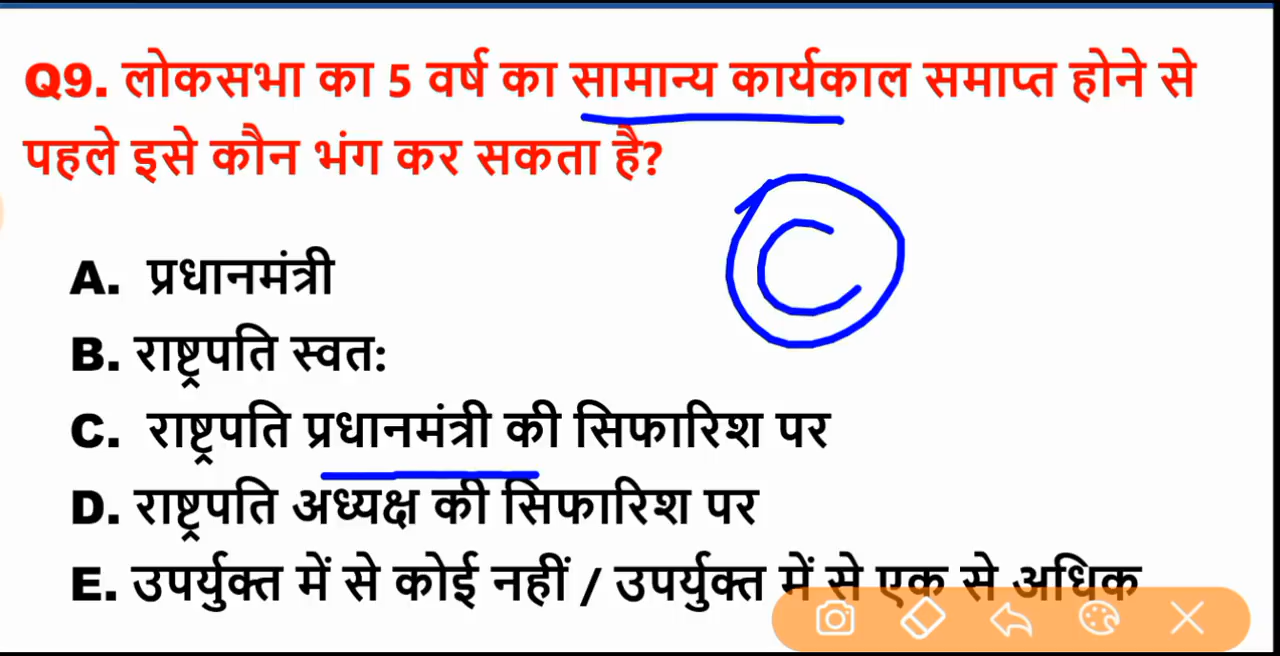 Q9. लोकसभा का 5 वर्ष का सामान्य कार्यकाल समाप्त होने से
पहले इसे कौन भंग कर सकता है?
C
A. प्रधानमंत्री
B. राष्ट्रपति स्वत:
C. राष्ट्रपति प्रधानमंत्री की सिफारिश पर
D. राष्ट्रपति अध्यक्ष की सिफारिश पर
E. उपर्युक्त में से कोई नहीं / उपर्युक्त में से एक से अधिक